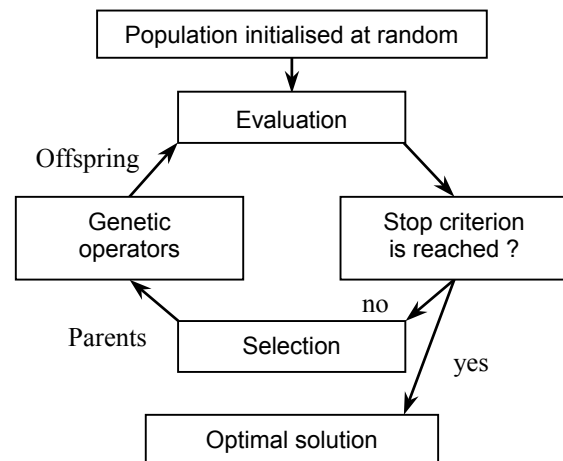 Population initialised at random
Evaluation
Offspring
Genetic
operators
Stop criterion
is reached ?
no
Parents
Selection
yes
Optimal solution